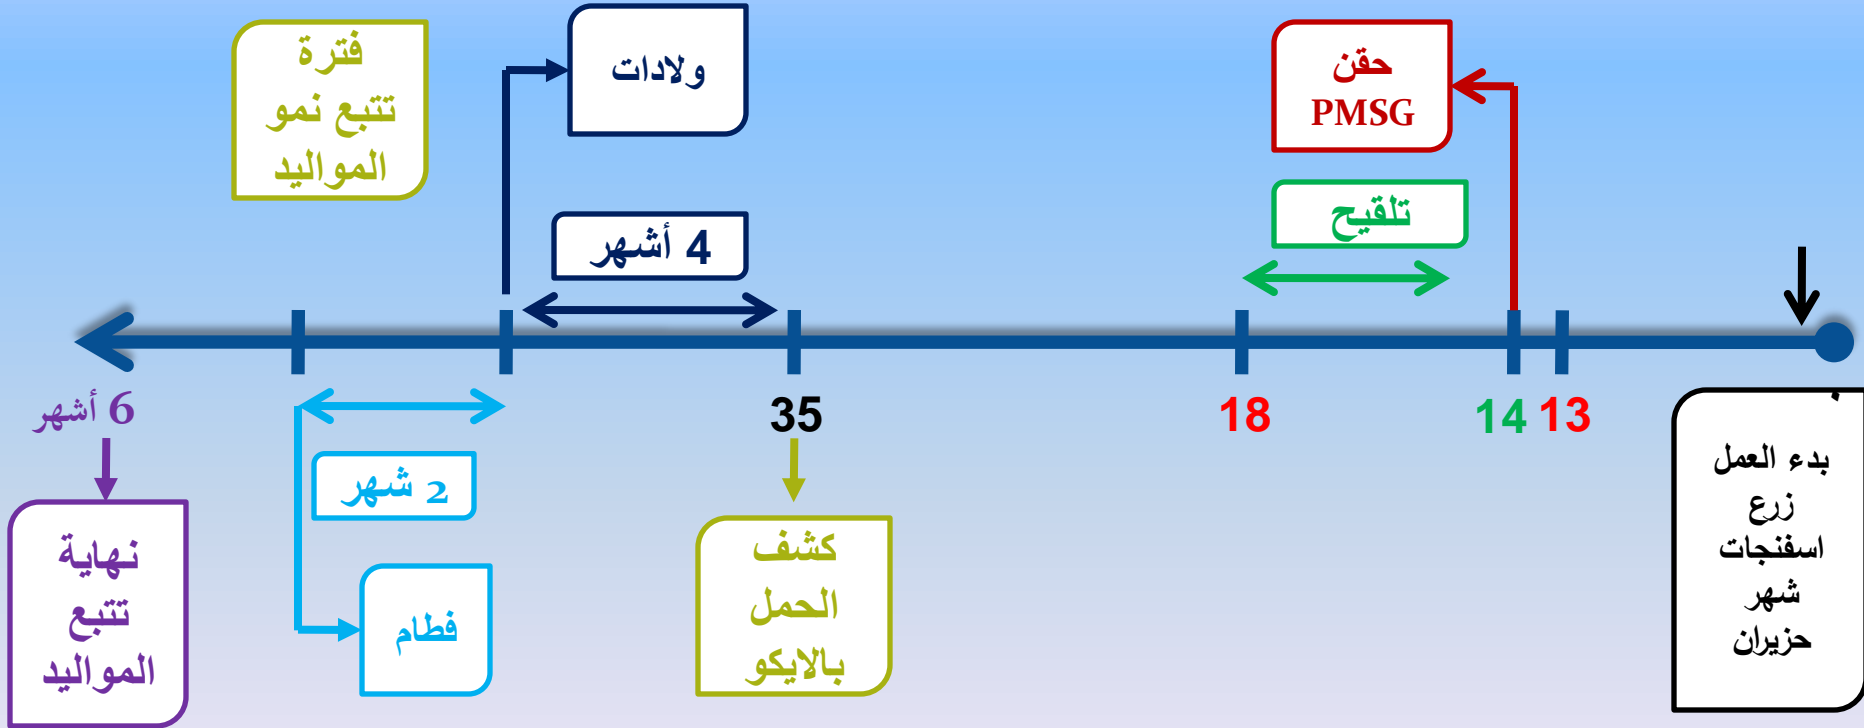 فترة
تتبع نمو
المواليد
ولادات
حقن
PMSG
4 أشهر
تلقيح
6 أشهر
35
18
14
13
2 شهر
بدء العمل
زرع
اسفنجات
شهر
حزيران
نهاية
تتبع
المواليد
فطام
كشف
الحمل
بالايكو